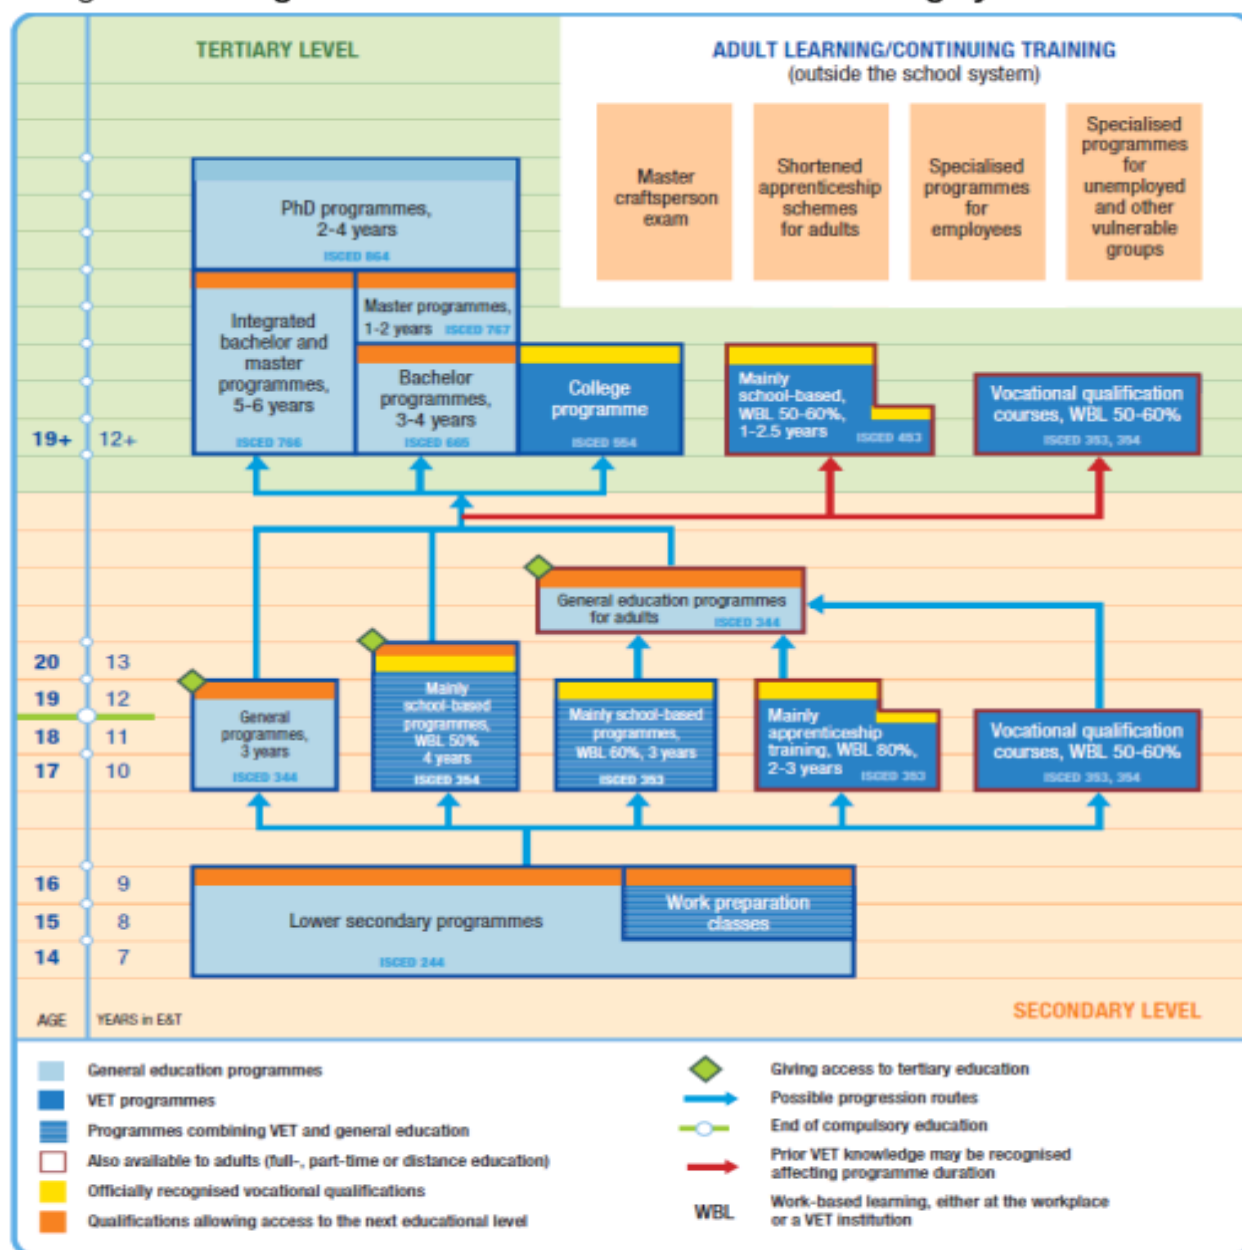 TERTIARY LEVEL
ADULT LEARNING/CONTINUING TRAINING
(outside the school system)
Master
craftsperson
exam
Shortened
apprenticeship
schemes
for adults
Specialised
programmes
for
employees
Specialised
programmes
for
unemployed
and other
vulnerable
groups
PhD programmes,
2-4 years
ISCED 864
Integrated
bachelor and
master
programmes,
5-6 years
ISCED 766
Master programmes,
1-2 years ISCED 767
Bachelor
programmes,
3-4 years
ISCED 665
College
programme
ISCED 554
Mainly
school-based,
WBL 50-60%,
1-2.5 years ISCED 453
Vocational qualification
courses, WBL 50-60%
ISCED 353, 354
19+ 12+
General education programmes
for adults ISCED 344
20 13
19 12
18 11
17 10
General
programmes,
3 years
ISCED 344
Mainly
school-based
programmes,
WBL 50%
4 years
ISCED 354
Mainly school-based
programmes,
WBL 60%, 3 years
ISCED 353
Mainly
apprenticeship
training, WBL 80%,
2-3 years ISCED 353
Vocational qualification
courses, WBL 50-60%
ISCED 353, 354
16 9
15 8
14 7
Lower secondary programmes
ISCED 244
Work preparation
classes
AGE YEARS in E&T
SECONDARY LEVEL
General education programmes
VET programmes
Programmes combining VET and general education
Also available to adults (full-, part-time or distance education)
Officially recognised vocational qualifications
Qualifications allowing access to the next educational level
Giving access to tertiary education
Possible progression routes
End of compulsory education
Prior VET knowledge may be recognised
affecting programme duration
WBL Work-based learning, either at the workplace
or a VET institution